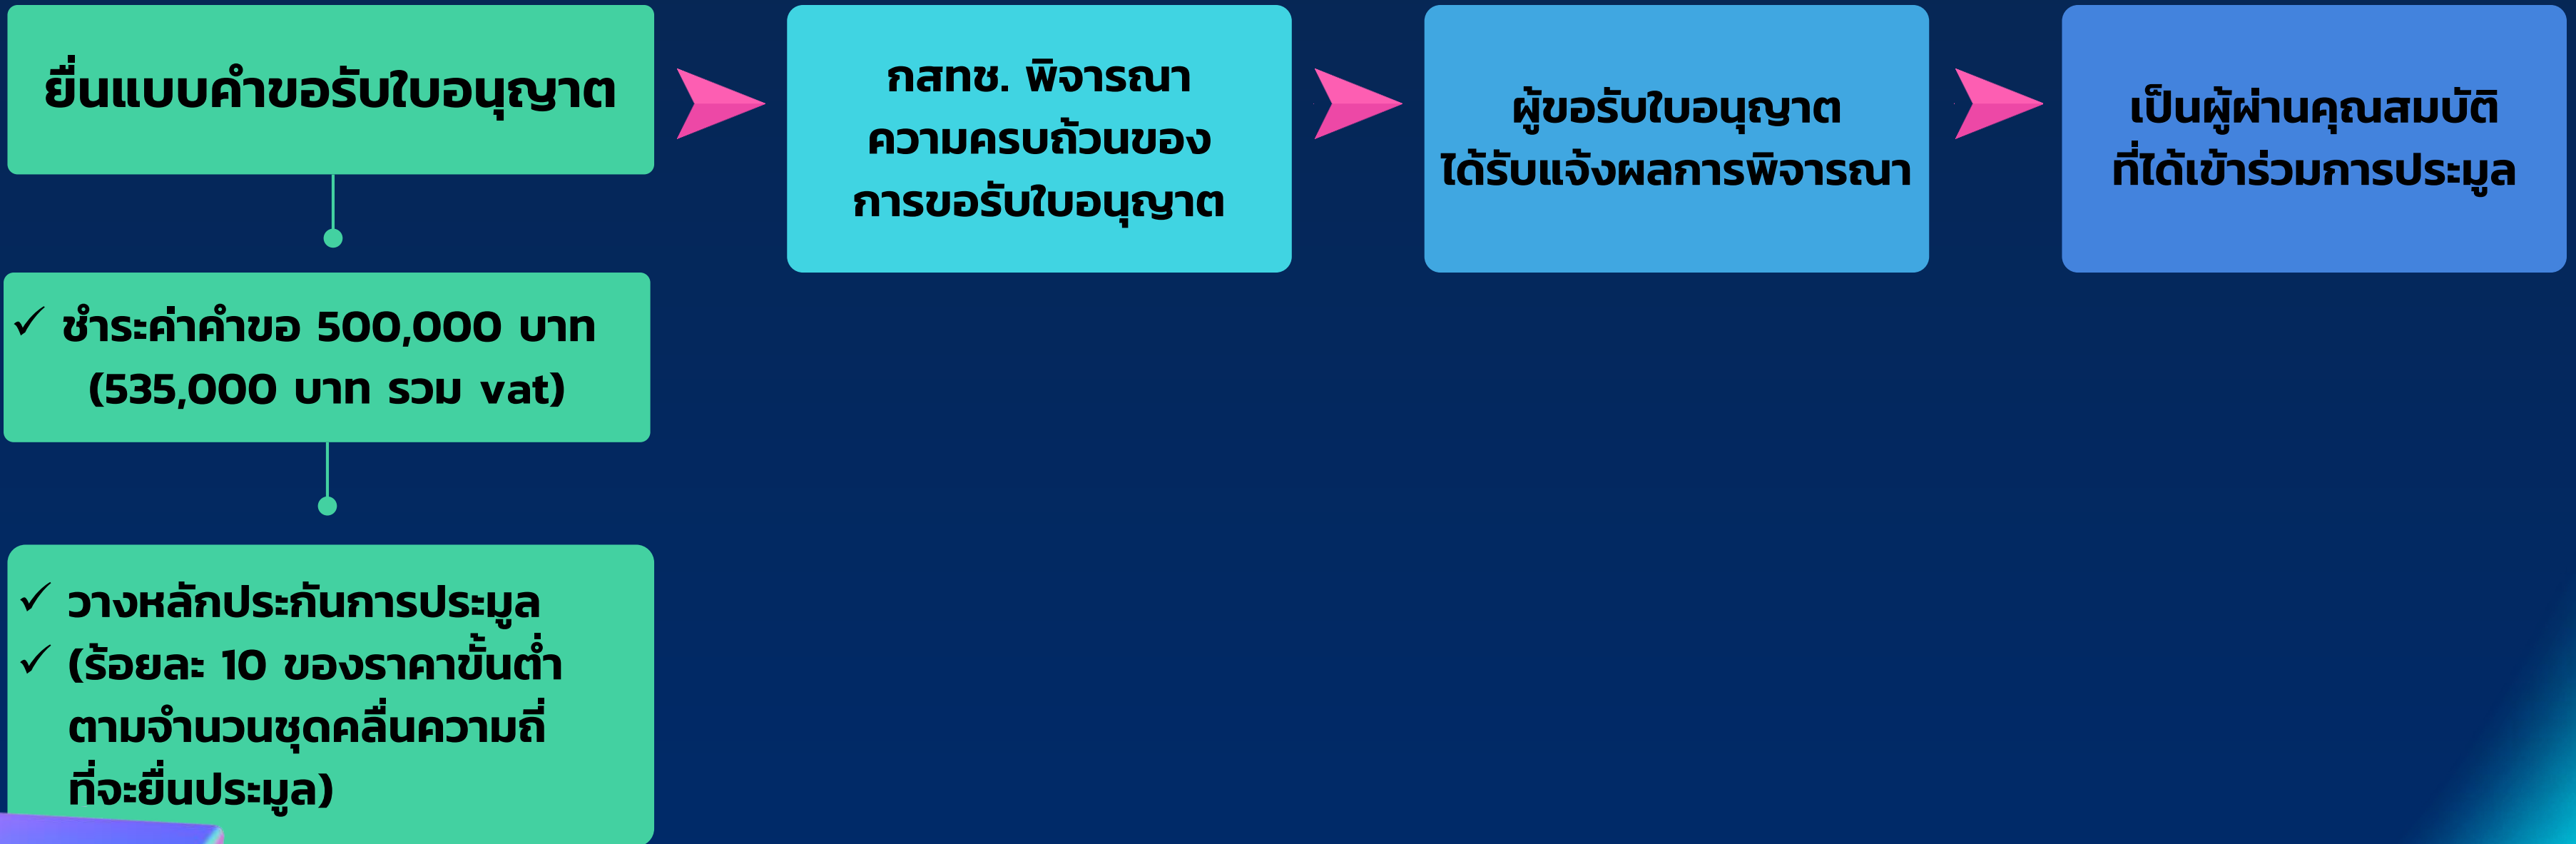 ยื่นแบบคำขอรับใบอนุญาต
✓ ชำระค่าคำขอ 500,000 บาท
(535,000 บาท รวม vat)
✓ วางหลักประกันการประมูล
✓ (ร้อยละ 10 ของราคาขั้นต่ำ
ตามจำนวนชุดคลื่นความถี่
ที่จะยื่นประมูล)
กสทช. พิจารณา
ความครบถ้วนของ
การขอรับใบอนุญาต
ผู้ขอรับใบอนุญาต
ได้รับแจ้งผลการพิจารณา
เป็นผู้ผ่านคุณสมบัติ
ที่ได้เข้าร่วมการประมูล